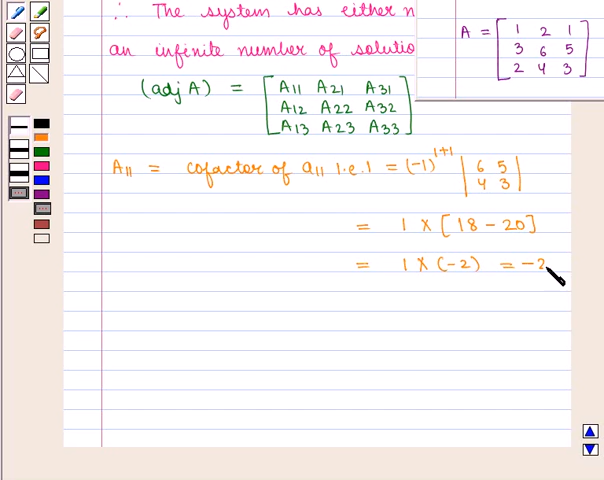 ∴ The system has either n
an infinite number of solutio
A = [ 1 2 1
3 6 5
2 4 3 ]
(adj A) = [ A11 A21 A31
A12 A22 A32
A13 A23 A33 ]
A11 = cofactor of a11 i.e. 1 = (-1)^1+1 | 6 5
4 3 |
= 1 × [18 - 20]
= 1 × (-2) = -2